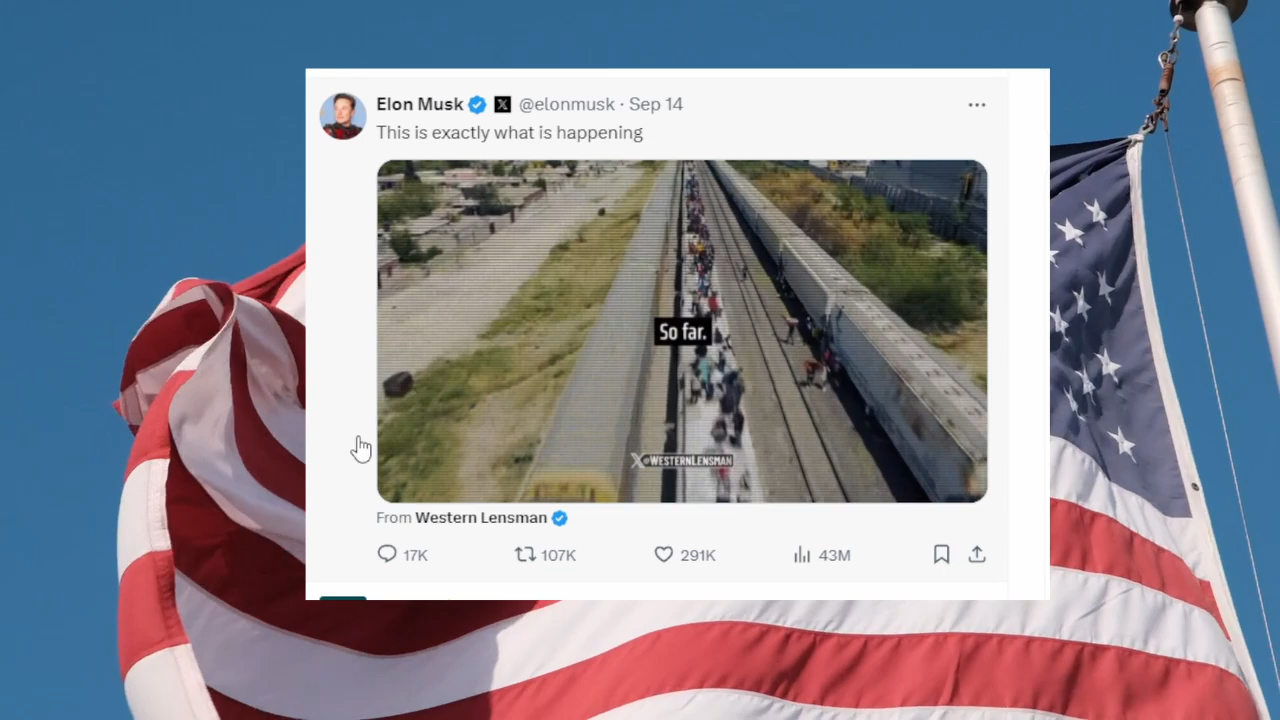 Elon Musk @elonmusk · Sep 14
This is exactly what is happening
So far.
X@WESTERNLENSMAN
From Western Lensman
17K 107K 291K 43M